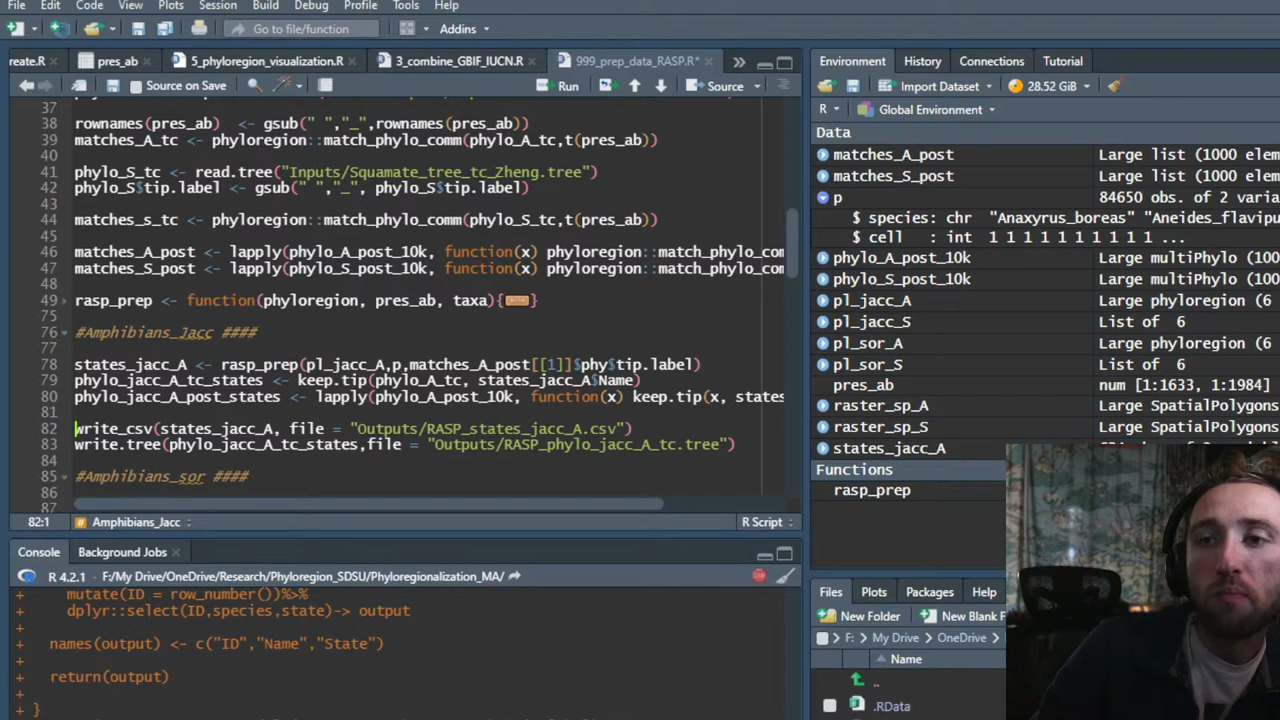 File Edit Code View Plots Session Build Debug Profile Tools Help
Go to file/function Addins
reate.R × pres_ab × 5_phyloregion_visualization.R × 3_combine_GBIF_IUCN.R × 999_prep_data_RASP.R* × »
Source on Save Run Source
37
38 rownames(pres_ab) <- gsub(" ","_",rownames(pres_ab))
39 matches_A_tc <- phyloregion::match_phylo_comm(phylo_A_tc,t(pres_ab))
40
41 phylo_S_tc <- read.tree("Inputs/Squamate_tree_tc_Zheng.tree")
42 phylo_S$tip.label <- gsub(" ","_", phylo_S$tip.label)
43
44 matches_s_tc <- phyloregion::match_phylo_comm(phylo_S_tc,t(pres_ab))
45
46 matches_A_post <- lapply(phylo_A_post_10k, function(x) phyloregion::match_phylo_com
47 matches_S_post <- lapply(phylo_S_post_10k, function(x) phyloregion::match_phylo_com
48
49 rasp_prep <- function(phyloregion, pres_ab, taxa){ }
75
76 #Amphibians_Jacc ####
77
78 states_jacc_A <- rasp_prep(pl_jacc_A,p,matches_A_post[[1]]$phy$tip.label)
79 phylo_jacc_A_tc_states <- keep.tip(phylo_A_tc, states_jacc_A$Name)
80 phylo_jacc_A_post_states <- lapply(phylo_A_post_10k, function(x) keep.tip(x, states
81
82 write_csv(states_jacc_A, file = "Outputs/RASP_states_jacc_A.csv")
83 write.tree(phylo_jacc_A_tc_states,file = "Outputs/RASP_phylo_jacc_A_tc.tree")
84
85 #Amphibians_sor ####
86
87
82:1 # Amphibians_Jacc R Script
Console Background Jobs ×
R 4.2.1 · F:/My Drive/OneDrive/Research/Phyloregion_SDSU/Phyloregionalization_MA/
+ mutate(ID = row_number())%>%
+ dplyr::select(ID,species,state)-> output
+
+ names(output) <- c("ID","Name","State")
+
+ return(output)
+
+ }
Environment History Connections Tutorial
Import Dataset 28.52 GiB
R Global Environment
Data
matches_A_post Large list (1000 elem
matches_S_post Large list (1000 elem
p 84650 obs. of 2 varia
$ species: chr "Anaxyrus_boreas" "Aneides_flavipu
$ cell : int 1 1 1 1 1 1 1 1 1 1 ...
phylo_A_post_10k Large multiPhylo (100
phylo_S_post_10k Large multiPhylo (100
pl_jacc_A Large phyloregion (6
pl_jacc_S List of 6
pl_sor_A Large phyloregion (6
pl_sor_S List of 6
pres_ab num [1:1633, 1:1984]
raster_sp_A Large SpatialPolygons
raster_sp_S Large SpatialPolygons
states_jacc_A
Functions
rasp_prep
Files Plots Packages Help
New Folder New Blank F
F: My Drive OneDrive
Name
..
.RData